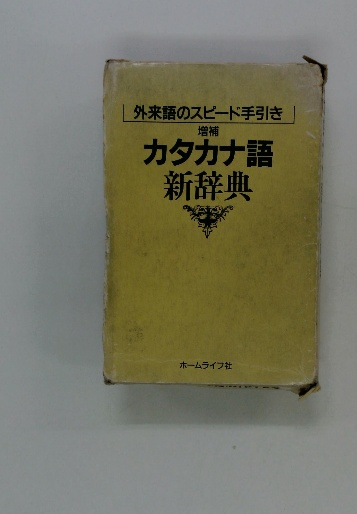 外来語のスピード手引き
増補
カタカナ語
新辞典
ホームライフ社